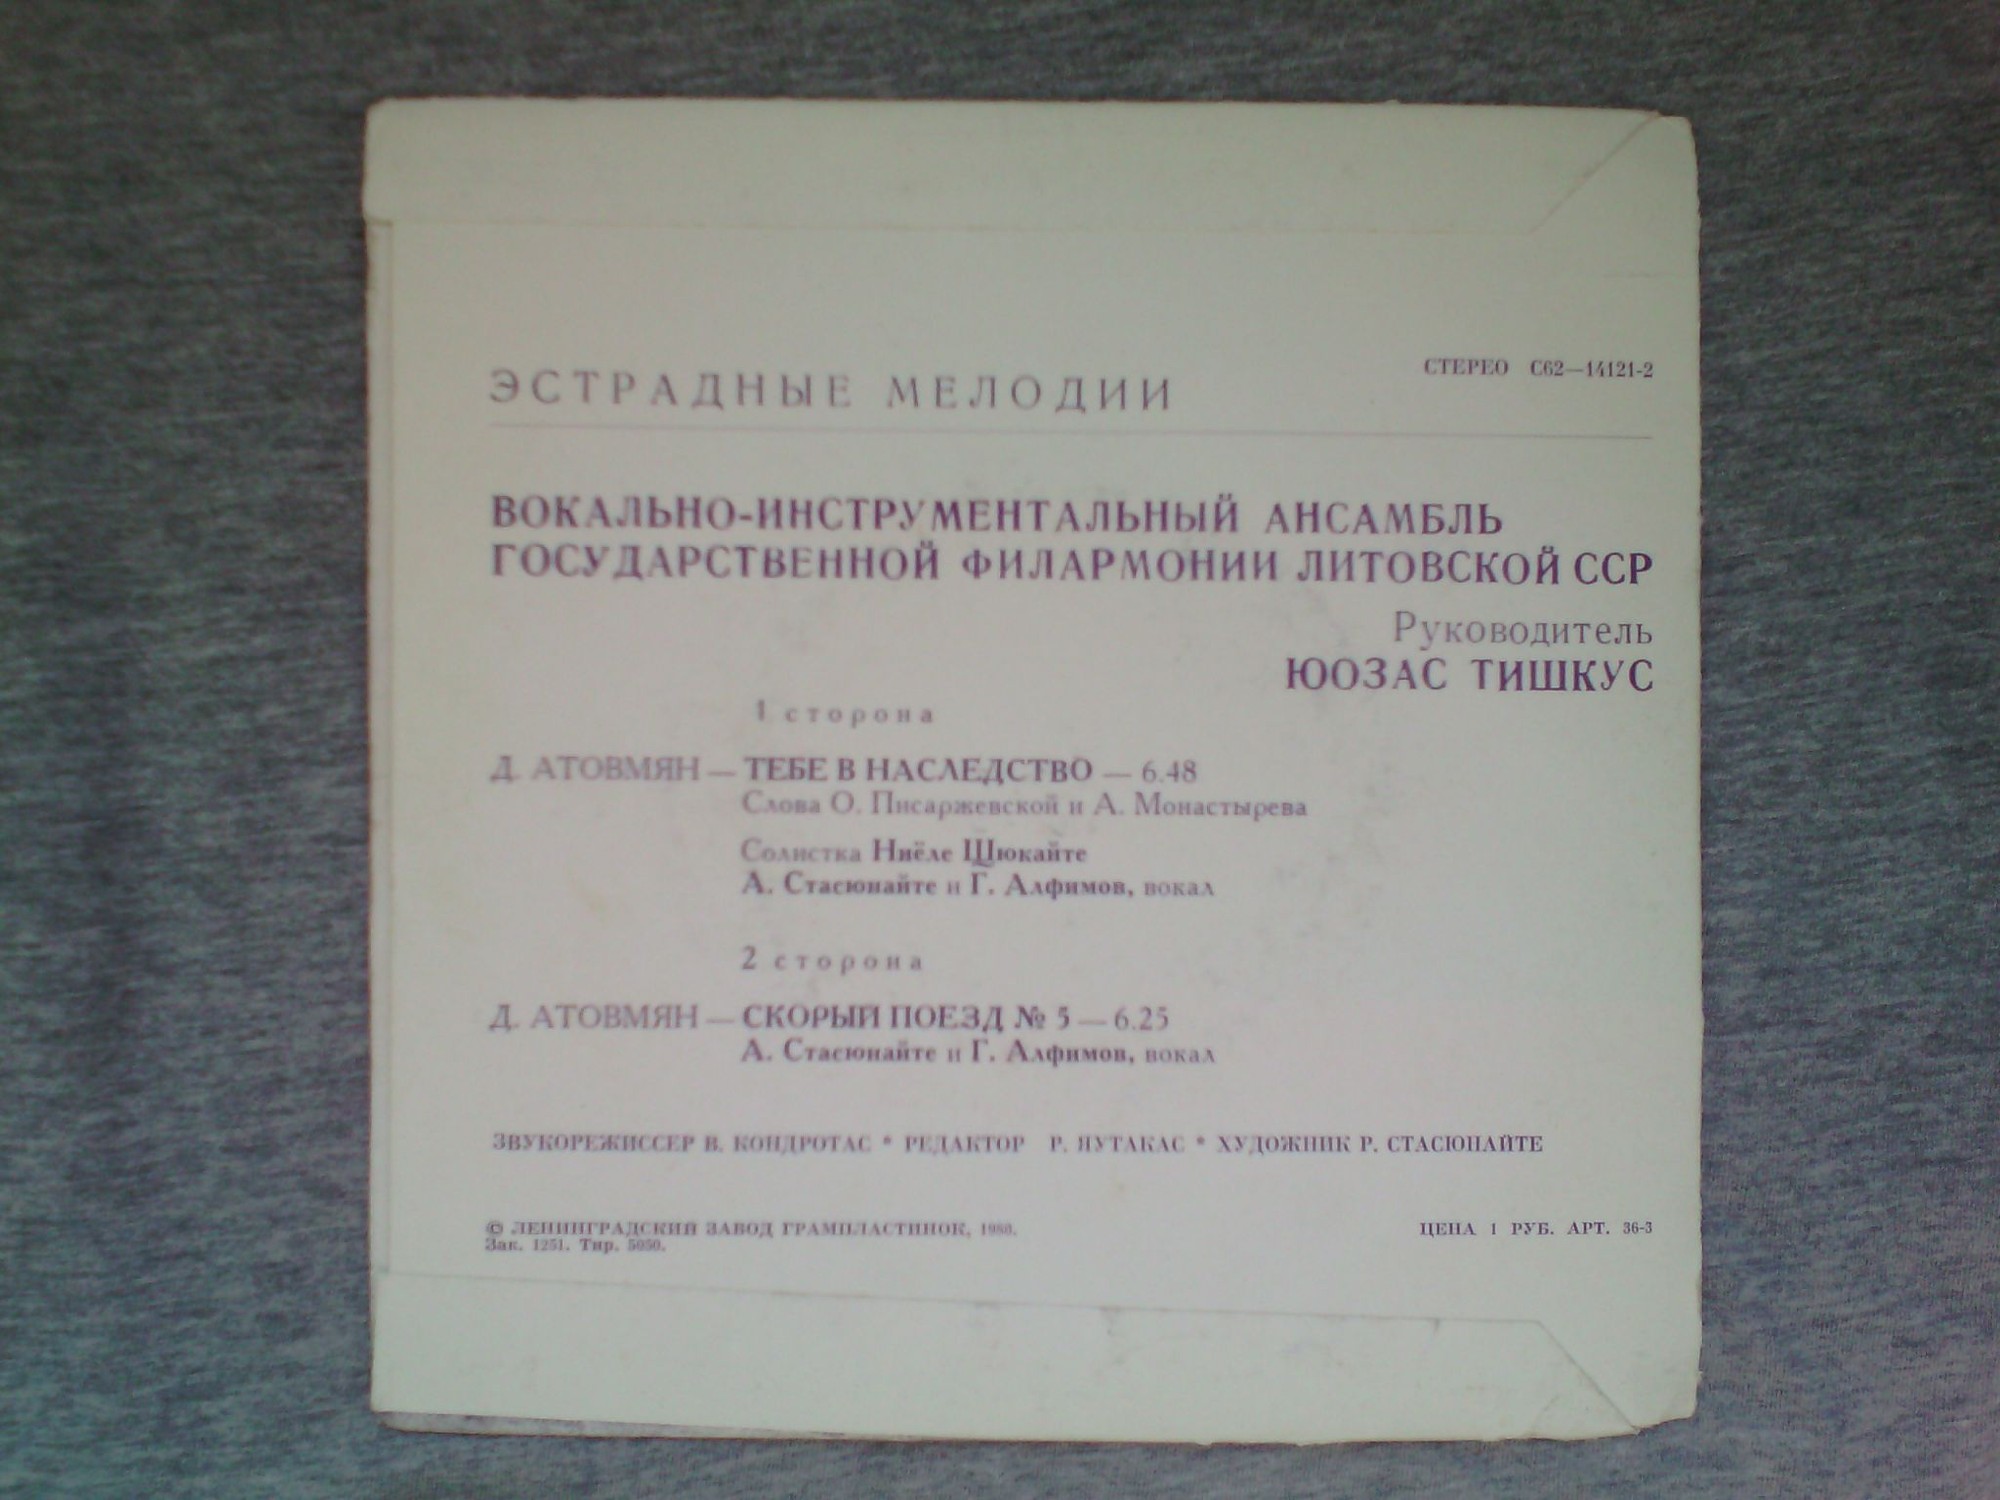 ЭСТРАДНЫЕ МЕЛОДИИ
СТЕРЕО С62—14121-2
ВОКАЛЬНО-ИНСТРУМЕНТАЛЬНЫЙ АНСАМБЛЬ
ГОСУДАРСТВЕННОЙ ФИЛАРМОНИИ ЛИТОВСКОЙ ССР
Руководитель
ЮОЗАС ТИШКУС
1 сторона
Д. АТОВМЯН — ТЕБЕ В НАСЛЕДСТВО — 6.48
Слова О. Писаржевской и А. Монастырева
Солистка Ниёле Щюкайте
А. Стасюнайте и Г. Алфимов, вокал
2 сторона
Д. АТОВМЯН — СКОРЫЙ ПОЕЗД № 5 — 6.25
А. Стасюнайте и Г. Алфимов, вокал
ЗВУКОРЕЖИССЕР В. КОНДРОТАС * РЕДАКТОР Р. ЯУТАКАС * ХУДОЖНИК Р. СТАСЮНАЙТЕ
© ЛЕНИНГРАДСКИЙ ЗАВОД ГРАМПЛАСТИНОК, 1980.
Зак. 1251. Тир. 5050.
ЦЕНА 1 РУБ. АРТ. 36-3